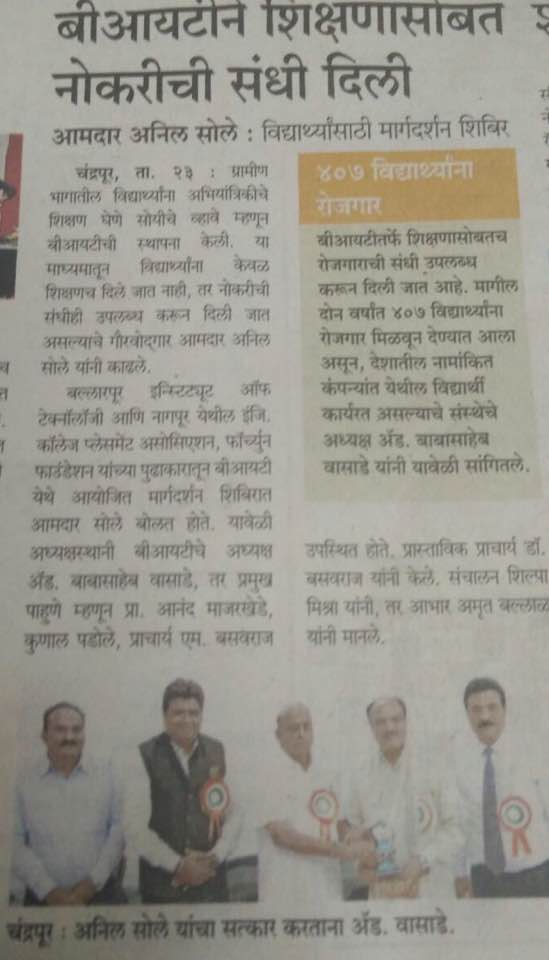 बीआयटीने शिक्षणासोबत
नोकरीची संधी दिली
आमदार अनिल सोले : विद्यार्थ्यांसाठी मार्गदर्शन शिबिर
चंद्रपूर, ता. २३ : ग्रामीण
भागातील विद्यार्थ्यांना अभियांत्रिकीचे
शिक्षण घेणे सोयीचे व्हावे म्हणून
बीआयटीची स्थापना केली. या
माध्यमातून विद्यार्थ्यांना केवळ
शिक्षणच दिले जात नाही, तर नोकरीची
संधीही उपलब्ध करून दिली जात
असल्याचे गौरवोद्गार आमदार अनिल
सोले यांनी काढले.
बल्लारपूर इन्स्टिट्यूट ऑफ
टेक्नॉलॉजी आणि नागपूर येथील इंजि.
कॉलेज प्लेसमेंट असोसिएशन, फॉर्च्युन
फाउंडेशन यांच्या पुढाकारातून बीआयटी
येथे आयोजित मार्गदर्शन शिबिरात
आमदार सोले बोलत होते. यावेळी
अध्यक्षस्थानी बीआयटीचे अध्यक्ष
अ‍ॅड. बाबासाहेब वासाडे, तर प्रमुख
पाहुणे म्हणून प्रा. आनंद माजरखेडे,
कुणाल पडोले, प्राचार्य एम. बसवराज
४०७ विद्यार्थ्यांना
रोजगार
बीआयटीतर्फे शिक्षणासोबतच
रोजगाराची संधी उपलब्ध
करून दिली जात आहे. मागील
दोन वर्षांत ४०७ विद्यार्थ्यांना
रोजगार मिळवून देण्यात आला
असून, देशातील नामांकित
कंपन्यांत येथील विद्यार्थी
कार्यरत असल्याचे संस्थेचे
अध्यक्ष अ‍ॅड. बाबासाहेब
वासाडे यांनी यावेळी सांगितले.
उपस्थित होते. प्रास्ताविक प्राचार्य डॉ.
बसवराज यांनी केले. संचालन शिल्पा
मिश्रा यांनी, तर आभार अमृत बल्लाळ
यांनी मानले.
चंद्रपूर : अनिल सोले यांचा सत्कार करताना अ‍ॅड. वासाडे.